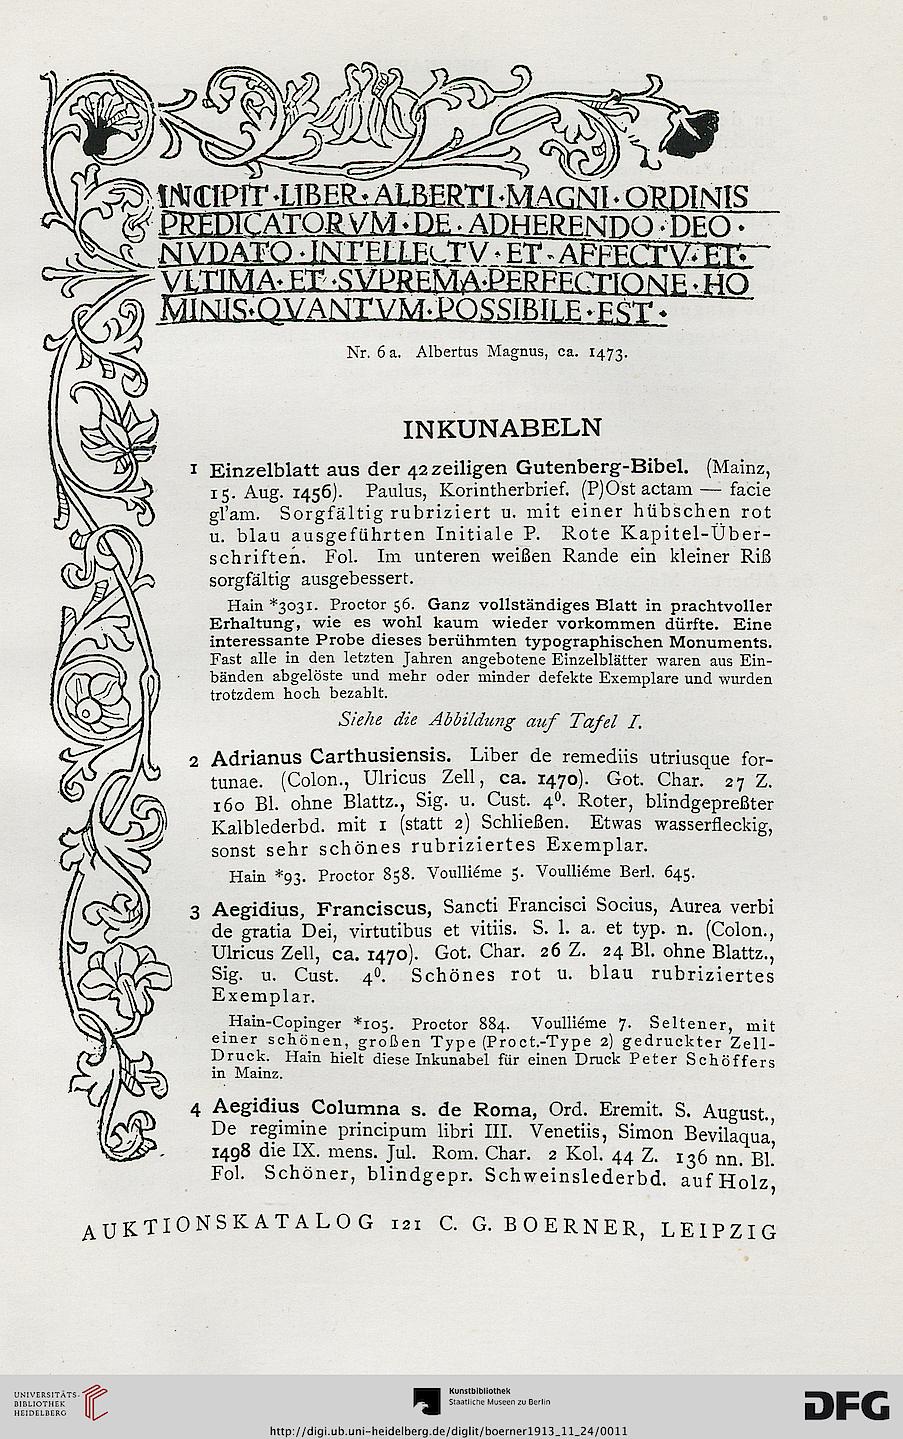 INCIPIT · LIBER · ALBERTI · MAGNI · ORDINIS
PREDICATORVM · DE · ADHERENDO · DEO ·
NVDATO · INTELLECTV · ET · AFFECTV · ET ·
VLTIMA · ET · SVPREMA · PERFECTIONE · HO
MINIS · QVANTVM · POSSIBILE · EST ·
Nr. 6 a. Albertus Magnus, ca. 1473.
INKUNABELN
1 Einzelblatt aus der 42 zeiligen Gutenberg-Bibel. (Mainz,
15. Aug. 1456). Paulus, Korintherbrief. (P)Ost actam — facie
gl'am. Sorgfältig rubriziert u. mit einer hübschen rot
u. blau ausgeführten Initiale P. Rote Kapitel-Über-
schriften. Fol. Im unteren weißen Rande ein kleiner Riß
sorgfältig ausgebessert.
Hain *3031. Proctor 56. Ganz vollständiges Blatt in prachtvoller
Erhaltung, wie es wohl kaum wieder vorkommen dürfte. Eine
interessante Probe dieses berühmten typographischen Monuments.
Fast alle in den letzten Jahren angebotene Einzelblätter waren aus Ein-
bänden abgelöste und mehr oder minder defekte Exemplare und wurden
trotzdem hoch bezahlt.
Siehe die Abbildung auf Tafel I.
2 Adrianus Carthusiensis. Liber de remediis utriusque for-
tunae. (Colon., Ulricus Zell, ca. 1470). Got. Char. 27 Z.
160 Bl. ohne Blattz., Sig. u. Cust. 4⁰. Roter, blindgepreßter
Kalblederbd. mit 1 (statt 2) Schließen. Etwas wasserfleckig,
sonst sehr schönes rubriziertes Exemplar.
Hain *93. Proctor 858. Voulliéme 5. Voulliéme Berl. 645.
3 Aegidius, Franciscus, Sancti Francisci Socius, Aurea verbi
de gratia Dei, virtutibus et vitiis. S. l. a. et typ. n. (Colon.,
Ulricus Zell, ca. 1470). Got. Char. 26 Z. 24 Bl. ohne Blattz.,
Sig. u. Cust. 4⁰. Schönes rot u. blau rubriziertes
Exemplar.
Hain-Copinger *105. Proctor 884. Voulliéme 7. Seltener, mit
einer schönen, großen Type (Proct.-Type 2) gedruckter Zell-
Druck. Hain hielt diese Inkunabel für einen Druck Peter Schöffers
in Mainz.
4 Aegidius Columna s. de Roma, Ord. Eremit. S. August.,
De regimine principum libri III. Venetiis, Simon Bevilaqua,
1498 die IX. mens. Jul. Rom. Char. 2 Kol. 44 Z. 136 nn. Bl.
Fol. Schöner, blindgepr. Schweinslederbd. auf Holz,
AUKTIONSKATALOG 121 C. G. BOERNER, LEIPZIG
UNIVERSITÄTS-
BIBLIOTHEK
HEIDELBERG
Kunstbibliothek
Staatliche Museen zu Berlin
DFG
http://digi.ub.uni-heidelberg.de/diglit/boerner1913_11_24/0011